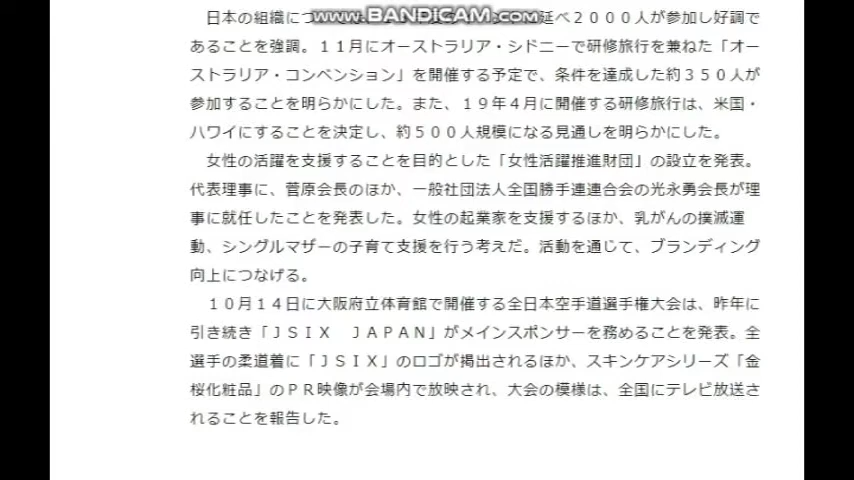 www.BANDICAM.com
日本の組織につ 延べ２０００人が参加し好調で
あることを強調。１１月にオーストラリア・シドニーで研修旅行を兼ねた「オー
ストラリア・コンベンション」を開催する予定で、条件を達成した約３５０人が
参加することを明らかにした。また、１９年４月に開催する研修旅行は、米国・
ハワイにすることを決定し、約５００人規模になる見通しを明らかにした。
女性の活躍を支援することを目的とした「女性活躍推進財団」の設立を発表。
代表理事に、菅原会長のほか、一般社団法人全国勝手連連合会の光永勇会長が理
事に就任したことを発表した。女性の起業家を支援するほか、乳がんの撲滅運
動、シングルマザーの子育て支援を行う考えだ。活動を通じて、ブランディング
向上につなげる。
１０月１４日に大阪府立体育館で開催する全日本空手道選手権大会は、昨年に
引き続き「ＪＳＩＸ　ＪＡＰＡＮ」がメインスポンサーを務めることを発表。全
選手の柔道着に「ＪＳＩＸ」のロゴが掲出されるほか、スキンケアシリーズ「金
桜化粧品」のＰＲ映像が会場内で放映され、大会の模様は、全国にテレビ放送さ
れることを報告した。